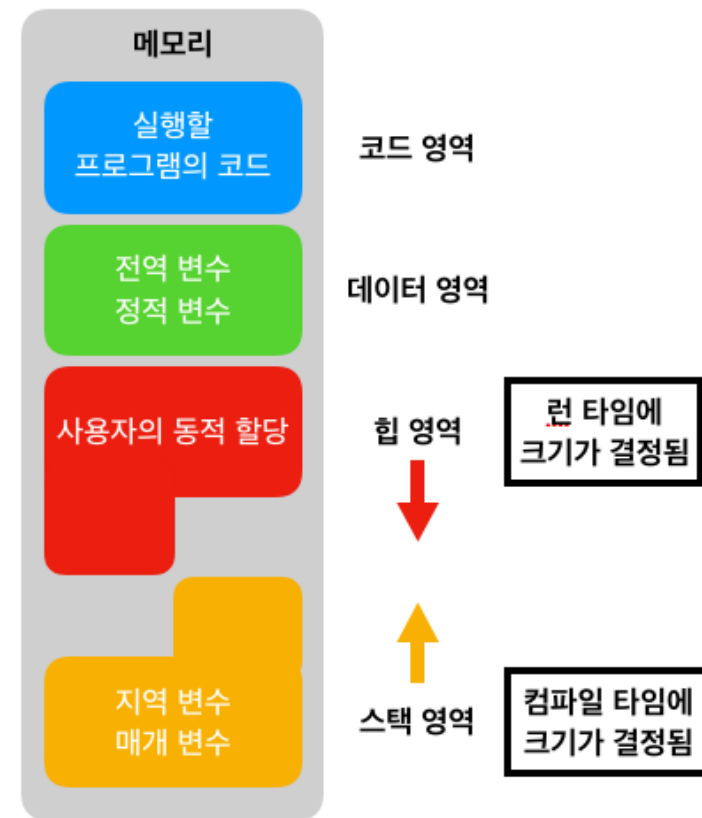 메모리
실행할
프로그램의 코드
코드 영역
전역 변수
정적 변수
데이터 영역
사용자의 동적 할당
힙 영역
런 타임에
크기가 결정됨
지역 변수
매개 변수
스택 영역
컴파일 타임에
크기가 결정됨